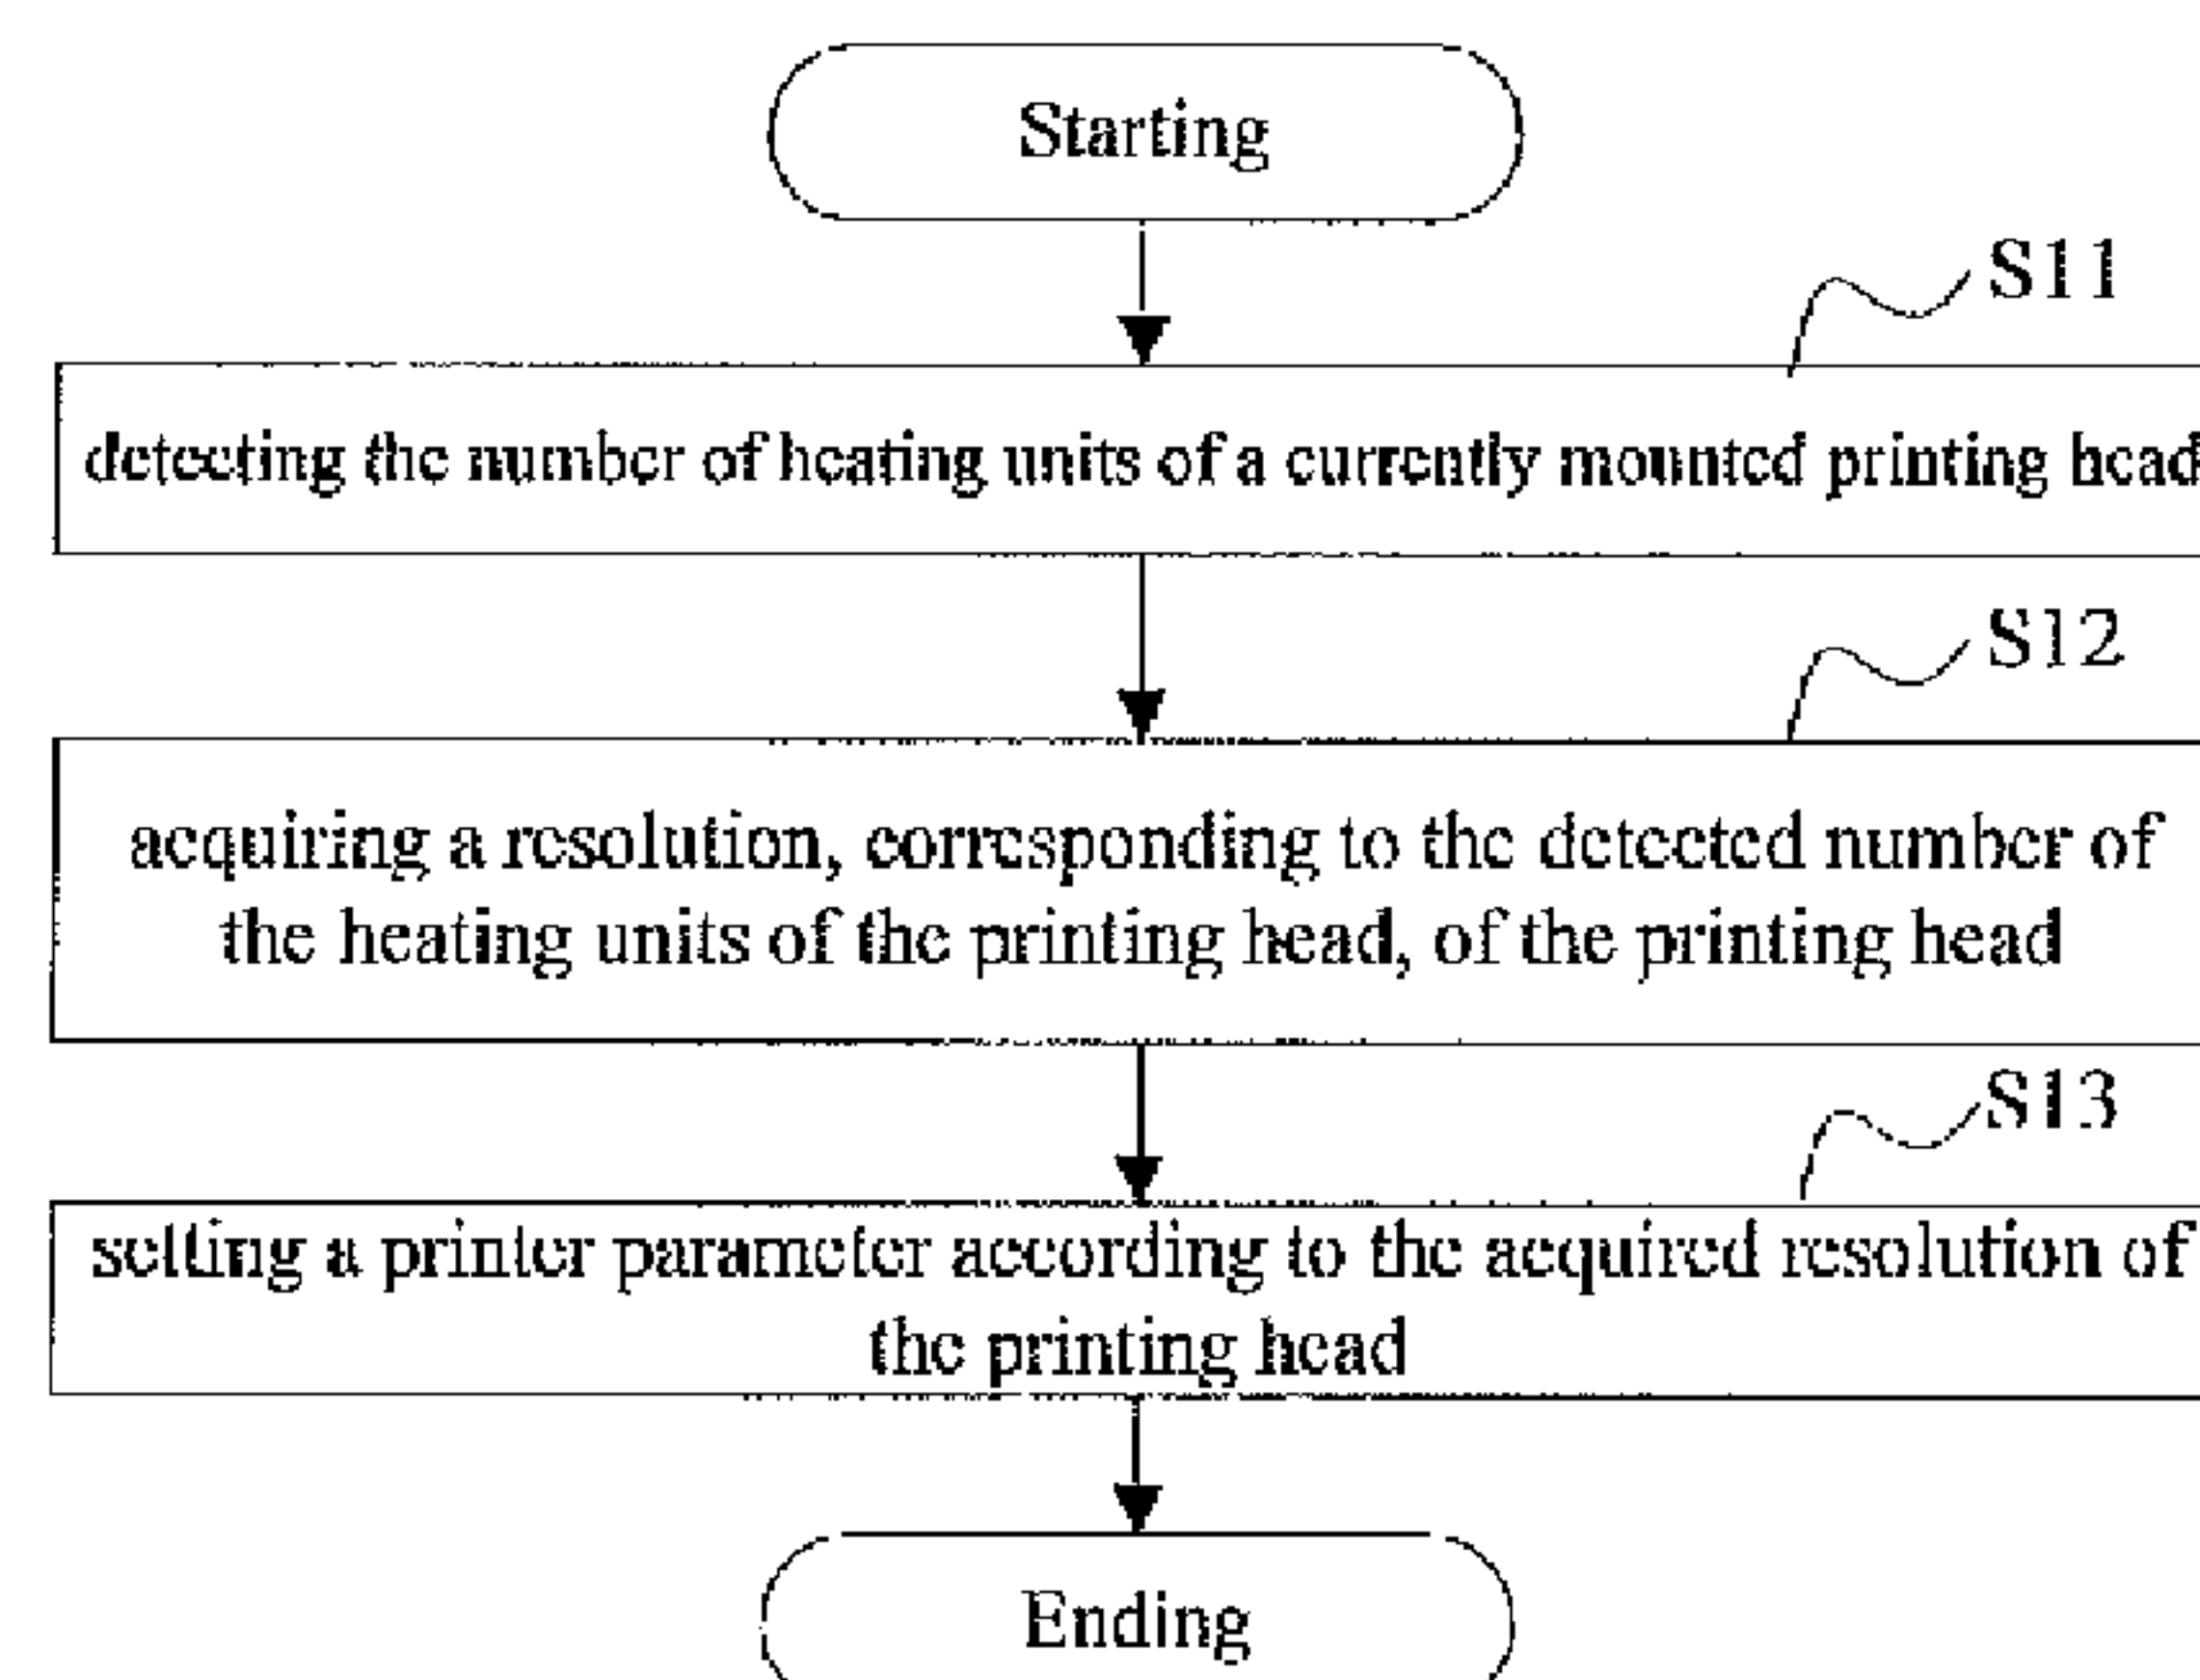 Starting
S11
detecting the number of heating units of a currently mounted printing head
S12
acquiring a resolution, corresponding to the detected number of
the heating units of the printing head, of the printing head
S13
setting a printer parameter according to the acquired resolution of
the printing head
Ending